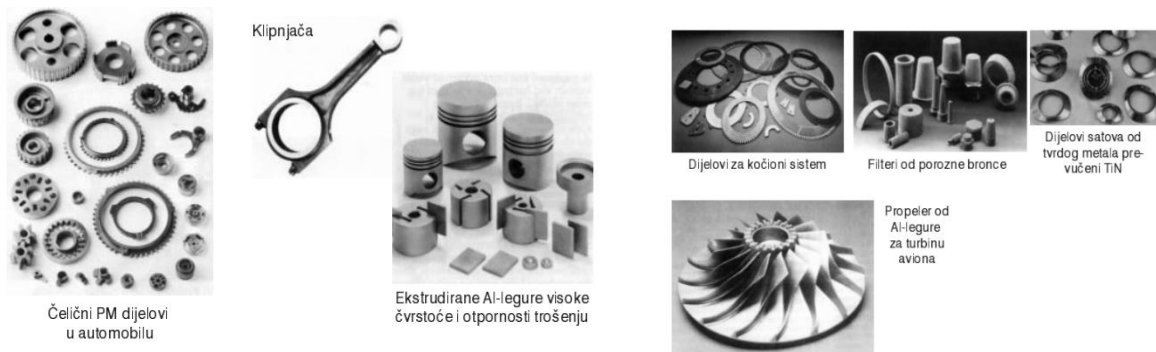 Klipnjača
Čelični PM dijelovi
u automobilu
Ekstrudirane Al-legure visoke
čvrstoće i otpornosti trošenju
Dijelovi za kočioni sistem
Filteri od porozne bronce
Dijelovi satova od
tvrdog metala pre-
vučeni TiN
Propeler od
Al-legure
za turbinu
aviona